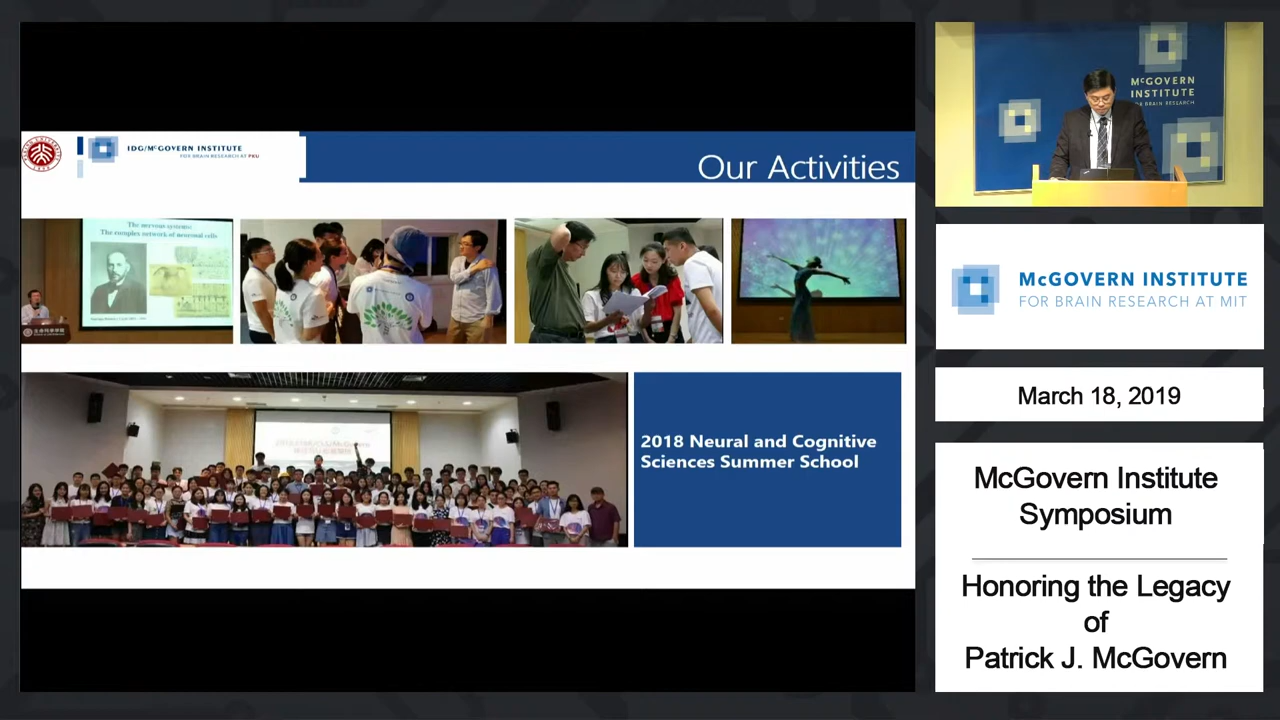 IDG/McGOVERN INSTITUTE
FOR BRAIN RESEARCH AT PKU
Our Activities
The nervous system:
The complex network of neuronal cells
2018 Neural and Cognitive
Sciences Summer School
McGOVERN
INSTITUTE
FOR BRAIN RESEARCH
McGOVERN INSTITUTE
FOR BRAIN RESEARCH AT MIT
March 18, 2019
McGovern Institute
Symposium
Honoring the Legacy
of
Patrick J. McGovern